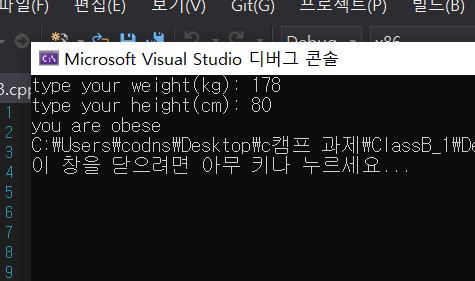 파일(F) 편집(E) 보기(V) Git(G) 프로젝트(P) 빌드(B)
Debug x86
Microsoft Visual Studio 디버그 콘솔
3.cpp
type your weight(kg): 178
type your height(cm): 80
you are obese
C:\Users\codns\Desktop\c캠프 과제\ClassB_1\De
이 창을 닫으려면 아무 키나 누르세요...
1
2
3
4
5
6
7
8
9